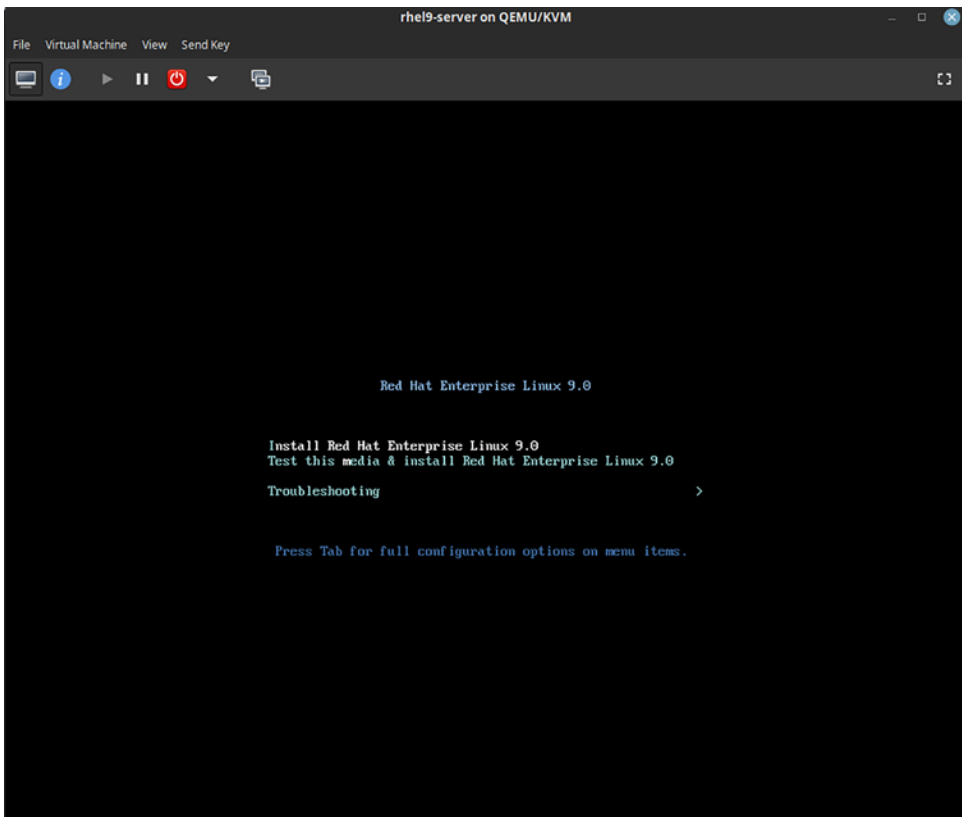 rhel9-server on QEMU/KVM
File Virtual Machine View Send Key
Red Hat Enterprise Linux 9.0
Install Red Hat Enterprise Linux 9.0
Test this media & install Red Hat Enterprise Linux 9.0
Troubleshooting >
Press Tab for full configuration options on menu items.